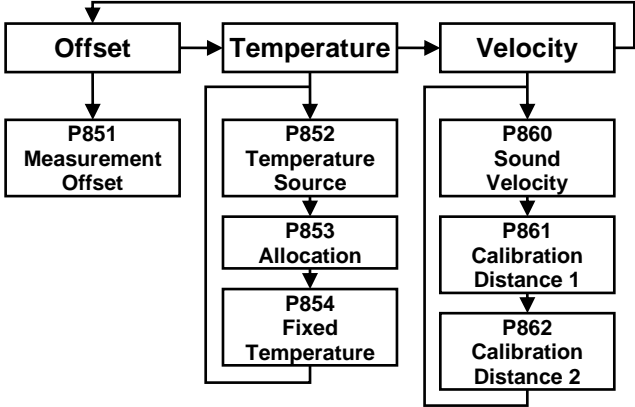 Offset
Temperature
Velocity
P851
Measurement
Offset
P852
Temperature
Source
P853
Allocation
P854
Fixed
Temperature
P860
Sound
Velocity
P861
Calibration
Distance 1
P862
Calibration
Distance 2